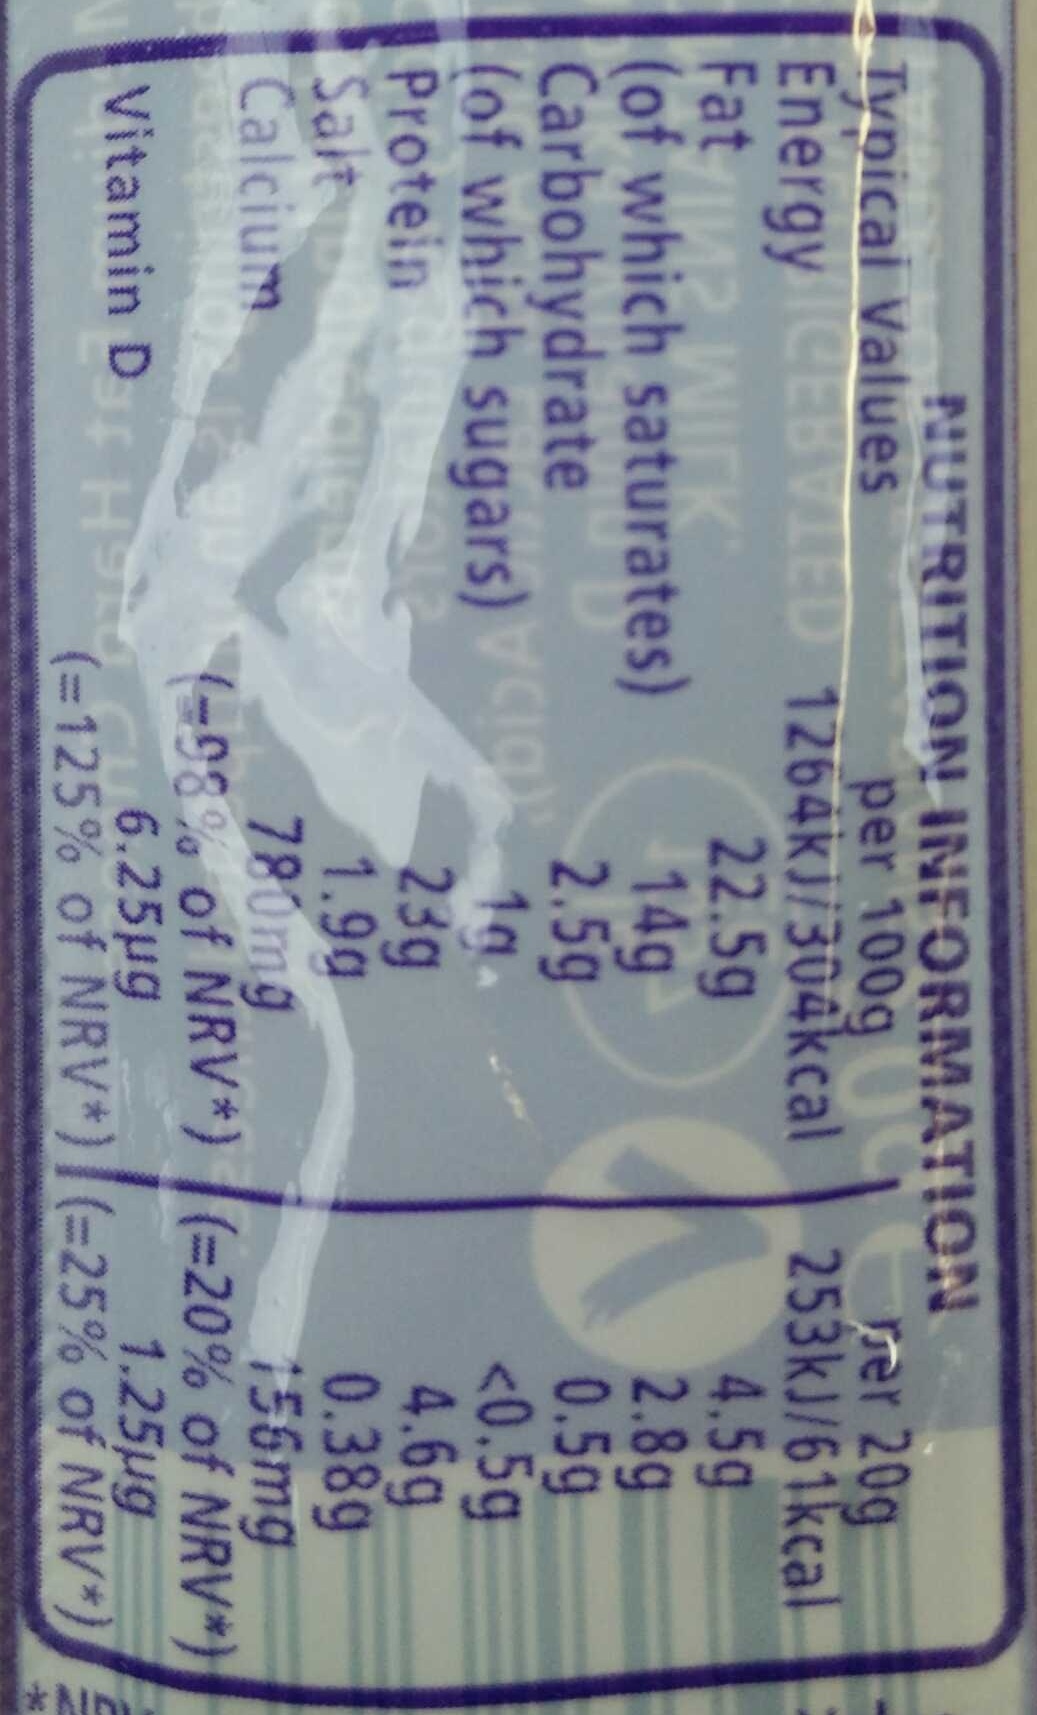 NUTRITION INFORMATION
Typical Values per 100g per 20g
Energy 1264kJ/304kcal 253kJ/61kcal
Fat 22.5g 4.5g
(of which saturates) 14g 2.8g
Carbohydrate 2.5g 0.5g
(of which sugars) 1g <0.5g
Protein 23g 4.6g
Salt 1.9g 0.38g
Calcium 780mg 156mg
(=98% of NRV*) (=20% of NRV*)
Vitamin D 6.25µg 1.25µg
(=125% of NRV*) (=25% of NRV*)